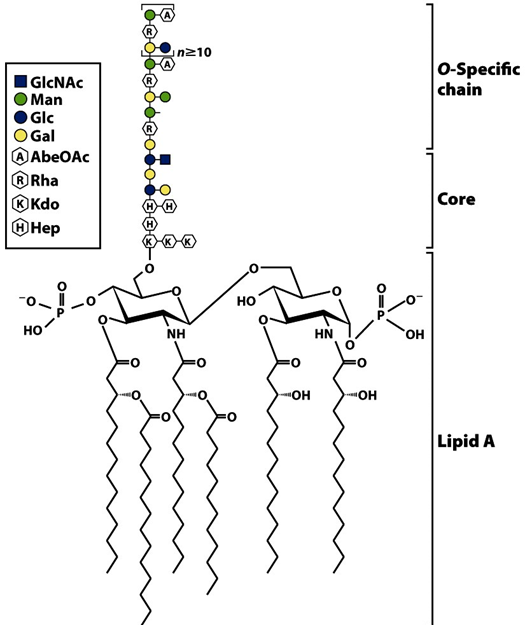 A
R
n≥10
A
R
R
H H
H
K K K
GlcNAc
Man
Glc
Gal
A AbeOAc
R Rha
K Kdo
H Hep
O-Specific
chain
Core
Lipid A
O
O
⁻O P O
HO
O
O
NH
O
HO
O
O
HN
O
O
P
O⁻
OH
O
O
O
O
O
O
O
O
OH
O
OH